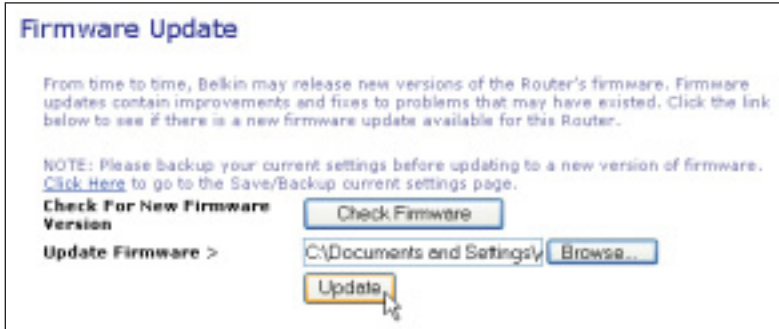 Firmware Update
From time to time, Belkin may release new versions of the Router's firmware. Firmware
updates contain improvements and fixes to problems that may have existed. Click the link
below to see if there is a new firmware update available for this Router.
NOTE: Please backup your current settings before updating to a new version of firmware.
Click Here to go to the Save/Backup current settings page.
Check For New Firmware
Version
Check Firmware
Update Firmware >
C:\Documents and Settings\
Browse...
Update